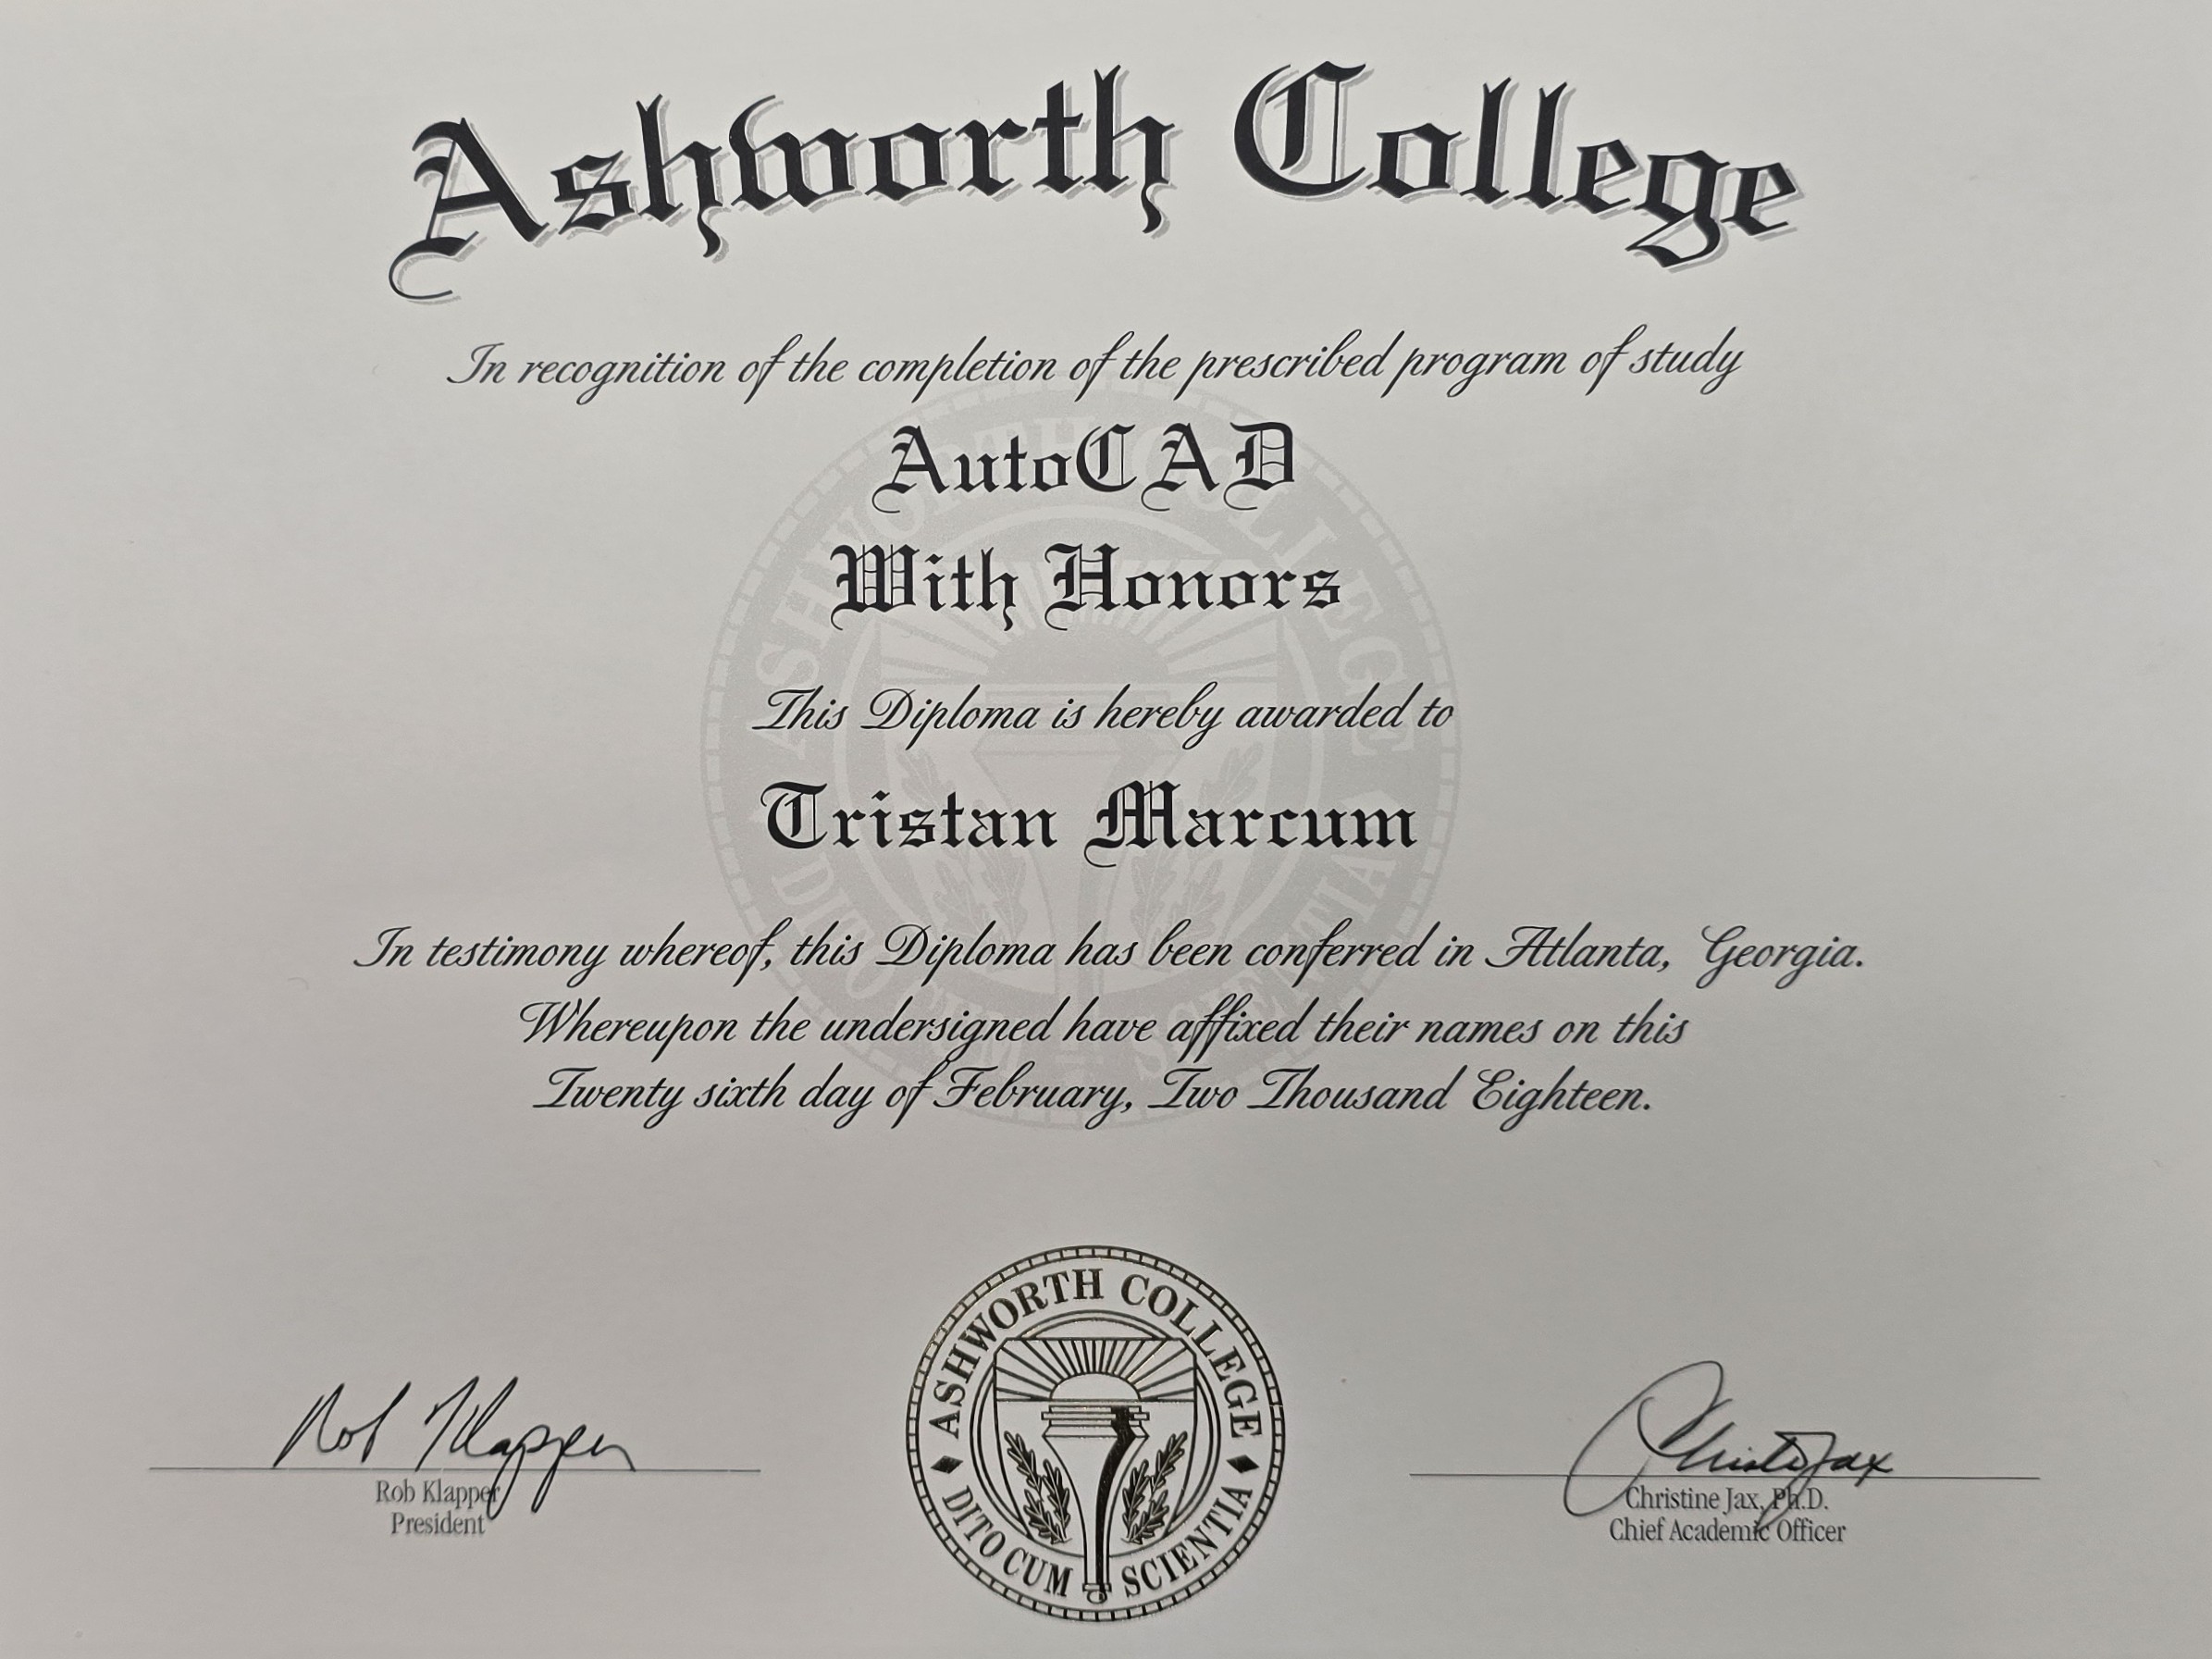 Ashworth College
In recognition of the completion of the prescribed program of study
AutoCAD
With Honors
This Diploma is hereby awarded to
Tristan Marcum
In testimony whereof, this Diploma has been conferred in Atlanta, Georgia.
Whereupon the undersigned have affixed their names on this
Twenty sixth day of February, Two Thousand Eighteen.
Rob Klapper
Rob Klapper
President
ASHWORTH COLLEGE
DITO CUM SCIENTIA
Christine Jax
Christine Jax, Ph.D.
Chief Academic Officer